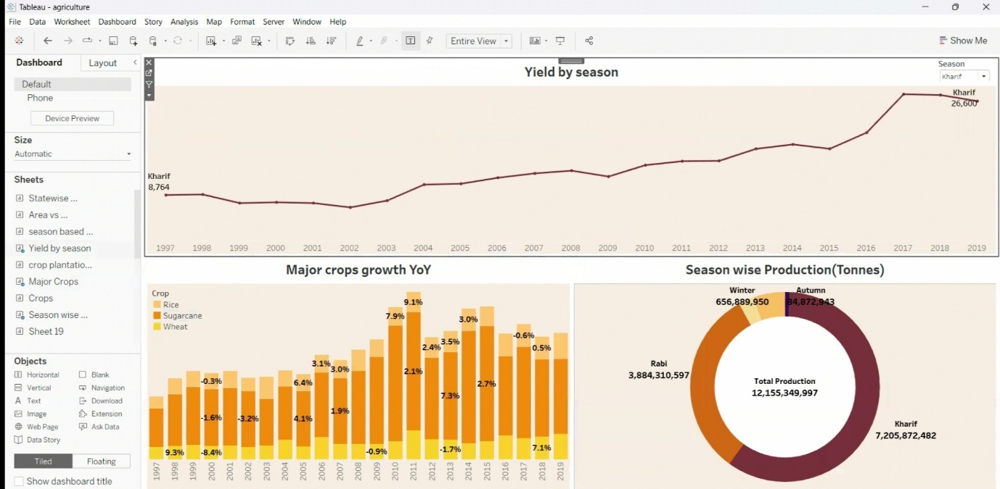 Tableau - agriculture
File Data Worksheet Dashboard Story Analysis Map Format Server Window Help
Entire View
Show Me
Dashboard Layout
Default
Phone
Device Preview
Size
Automatic
Sheets
Statewise ...
Area vs ...
season based ...
Yield by season
crop plantatio...
Major Crops
Crops
Season wise ...
Sheet 19
Objects
Horizontal Blank
Vertical Navigation
A Text Download
Image Extension
Web Page Ask Data
Data Story
Tiled Floating
Show dashboard title
Yield by season
Season
Kharif
Kharif
26,600
Kharif
8,764
1997 1998 1999 2000 2001 2002 2003 2004 2005 2006 2007 2008 2009 2010 2011 2012 2013 2014 2015 2016 2017 2018 2019
Major crops growth YoY
Crop
Rice
Sugarcane
Wheat
9.1%
7.9%
3.0%
-0.6%
3.5%
2.4%
0.5%
3.1%
3.0%
-0.3%
6.4%
2.1%
2.7%
7.3%
1.9%
-1.6%
-3.2%
4.1%
9.3%
-8.4%
-0.9%
-1.7%
7.1%
1997 1998 1999 2000 2001 2002 2003 2004 2005 2006 2007 2008 2009 2010 2011 2012 2013 2014 2015 2016 2017 2018 2019
Season wise Production(Tonnes)
Winter
656,889,950
Autumn
84,872,943
Rabi
3,884,310,597
Total Production
12,155,349,997
Kharif
7,205,872,482